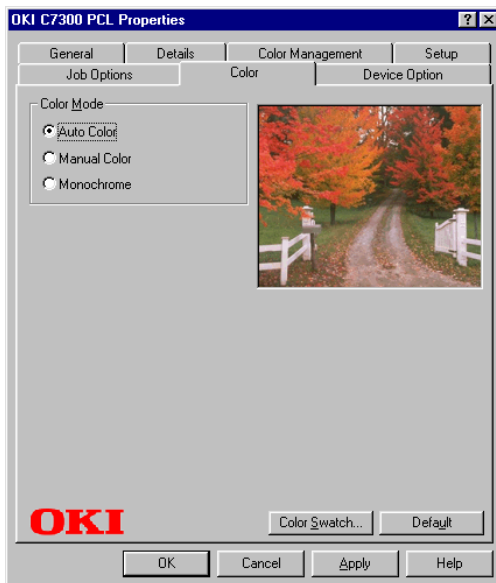 OKI C7300 PCL Properties
General Details Color Management Setup
Job Options Color Device Option
Color Mode
Auto Color
Manual Color
Monochrome
OKI
Color Swatch... Default
OK Cancel Apply Help